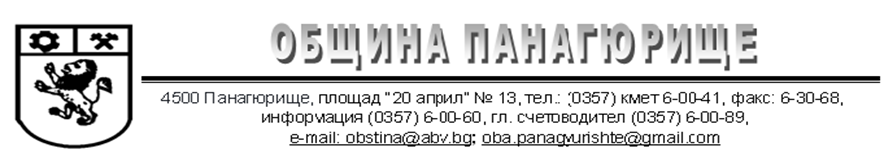 ОБЩИНА ПАНАГЮРИЩЕ
4500 Панагюрище, площад "20 април" № 13, тел.: (0357) кмет 6-00-41, факс: 6-30-68,
информация (0357) 6-00-60, гл. счетоводител (0357) 6-00-89,
e-mail: obstina@abv.bg; oba.panagyurishte@gmail.com